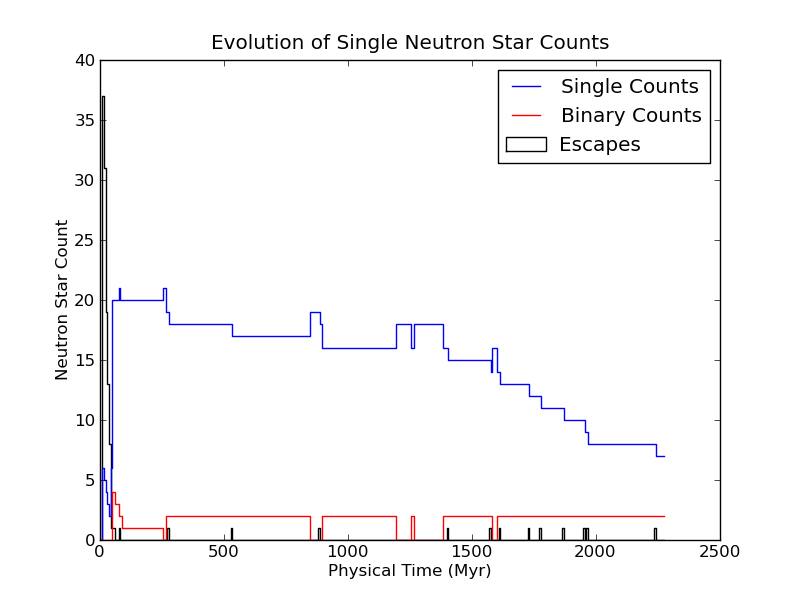 Evolution of Single Neutron Star Counts
40
35
30
25
20
15
10
5
0
Neutron Star Count
Single Counts
Binary Counts
Escapes
0
500
1000
1500
2000
2500
Physical Time (Myr)